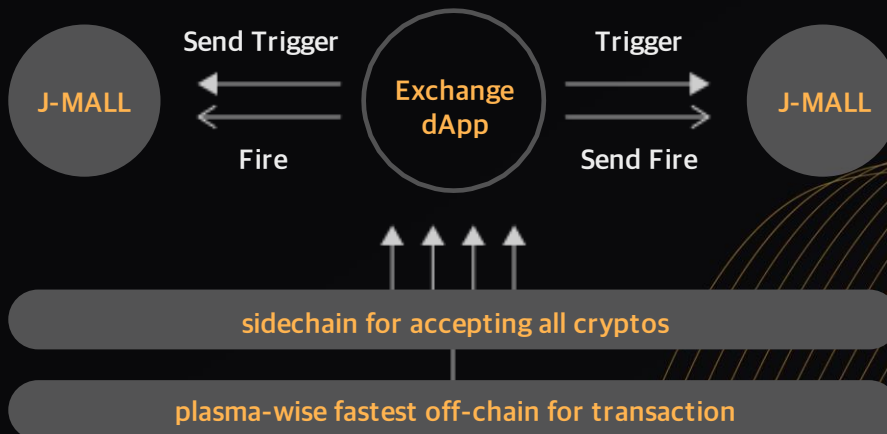 Send Trigger
Trigger
J-MALL
Exchange
dApp
J-MALL
Fire
Send Fire
sidechain for accepting all cryptos
plasma-wise fastest off-chain for transaction